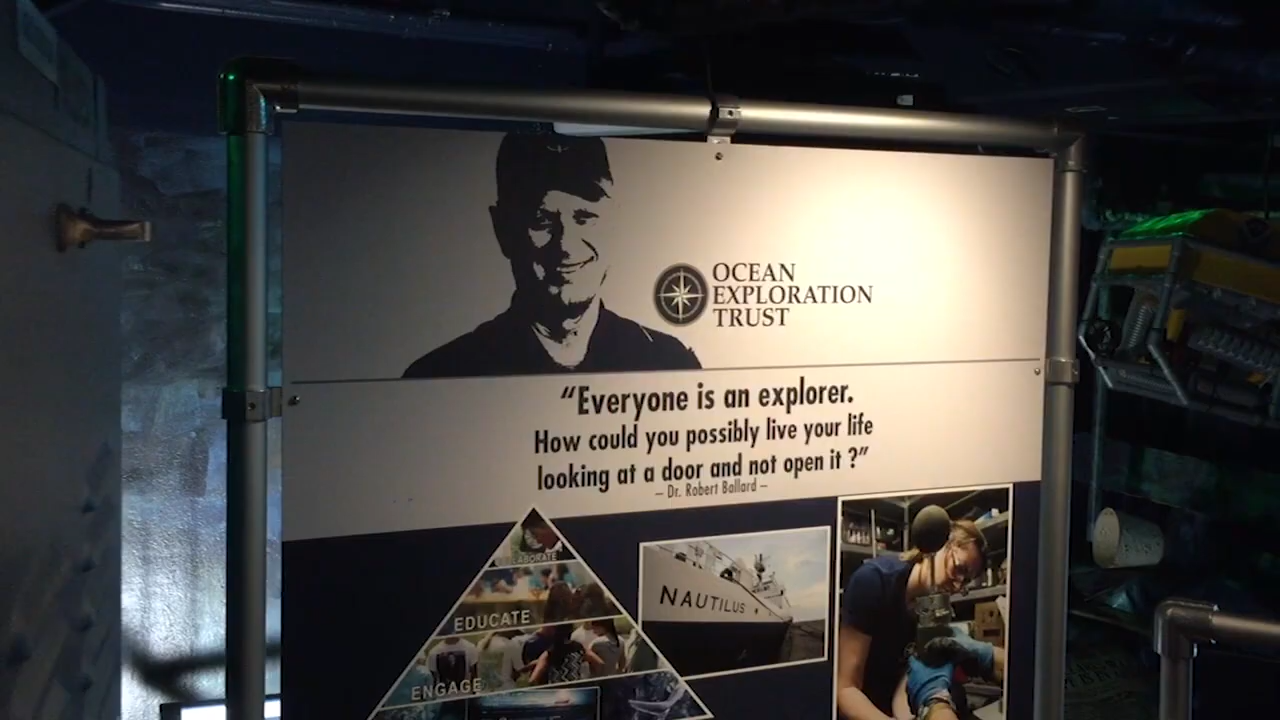 OCEAN
EXPLORATION
TRUST
“Everyone is an explorer.
How could you possibly live your life
looking at a door and not open it ?”
– Dr. Robert Ballard –
COLLABORATE
EDUCATE
NAUTILUS
ENGAGE